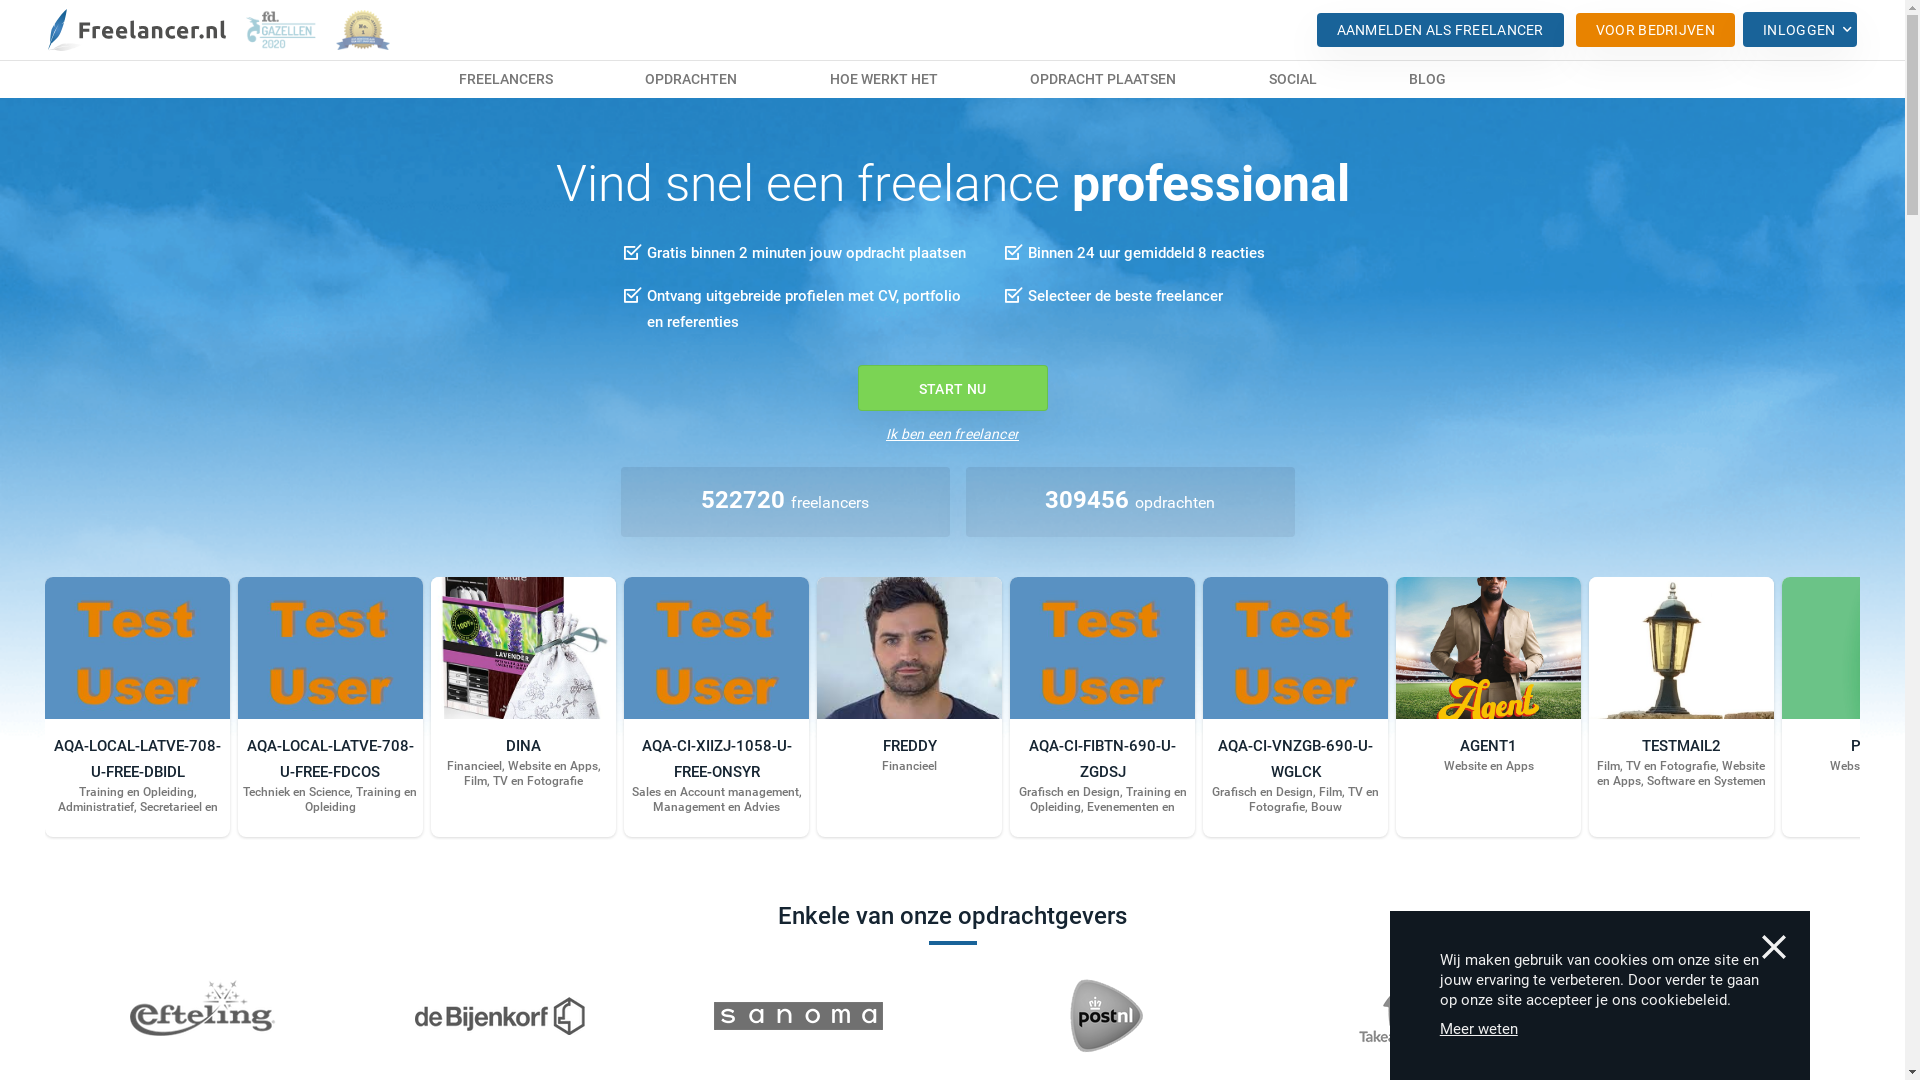 Freelancer.nl
fd.
GAZELLEN
2020
AANMELDEN ALS FREELANCER
VOOR BEDRIJVEN
INLOGGEN
FREELANCERS
OPDRACHTEN
HOE WERKT HET
OPDRACHT PLAATSEN
SOCIAL
BLOG
Vind snel een freelance professional
Gratis binnen 2 minuten jouw opdracht plaatsen
Binnen 24 uur gemiddeld 8 reacties
Ontvang uitgebreide profielen met CV, portfolio
en referenties
Selecteer de beste freelancer
START NU
Ik ben een freelancer
522720 freelancers
309456 opdrachten
Test
User
AQA-LOCAL-LATVE-708-
U-FREE-DBIDL
Training en Opleiding,
Administratief, Secretarieel en
Test
User
AQA-LOCAL-LATVE-708-
U-FREE-FDCOS
Techniek en Science, Training en
Opleiding
LAVENDER
DINA
Financieel, Website en Apps,
Film, TV en Fotografie
Test
User
AQA-CI-XIIZJ-1058-U-
FREE-ONSYR
Sales en Account management,
Management en Advies
FREDDY
Financieel
Test
User
AQA-CI-FIBTN-690-U-
ZGDSJ
Grafisch en Design, Training en
Opleiding, Evenementen en
Test
User
AQA-CI-VNZGB-690-U-
WGLCK
Grafisch en Design, Film, TV en
Fotografie, Bouw
Agent
AGENT1
Website en Apps
TESTMAIL2
Film, TV en Fotografie, Website
en Apps, Software en Systemen
P
Webs
Enkele van onze opdrachtgevers
efteling
de Bijenkorf
sanoma
postnl
Takea
Wij maken gebruik van cookies om onze site en
jouw ervaring te verbeteren. Door verder te gaan
op onze site accepteer je ons cookiebeleid.
Meer weten